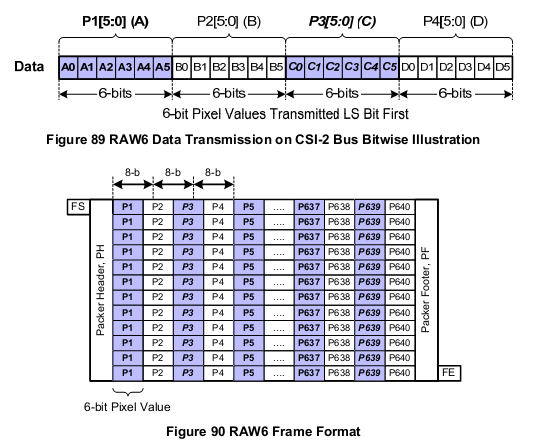 P1[5:0] (A) P2[5:0] (B) P3[5:0] (C) P4[5:0] (D)
Data A0 A1 A2 A3 A4 A5 B0 B1 B2 B3 B4 B5 C0 C1 C2 C3 C4 C5 D0 D1 D2 D3 D4 D5
6-bits 6-bits 6-bits 6-bits
6-bit Pixel Values Transmitted LS Bit First
Figure 89 RAW6 Data Transmission on CSI-2 Bus Bitwise Illustration
8-b 8-b 8-b
FS P1 P2 P3 P4 P5 .... P637 P638 P639 P640
P1 P2 P3 P4 P5 .... P637 P638 P639 P640
P1 P2 P3 P4 P5 .... P637 P638 P639 P640
P1 P2 P3 P4 P5 .... P637 P638 P639 P640
P1 P2 P3 P4 P5 .... P637 P638 P639 P640
P1 P2 P3 P4 P5 .... P637 P638 P639 P640
P1 P2 P3 P4 P5 .... P637 P638 P639 P640
P1 P2 P3 P4 P5 .... P637 P638 P639 P640
P1 P2 P3 P4 P5 .... P637 P638 P639 P640
P1 P2 P3 P4 P5 .... P637 P638 P639 P640
P1 P2 P3 P4 P5 .... P637 P638 P639 P640
P1 P2 P3 P4 P5 .... P637 P638 P639 P640 FE
Packer Header, PH
Packer Footer, PF
6-bit Pixel Value
Figure 90 RAW6 Frame Format